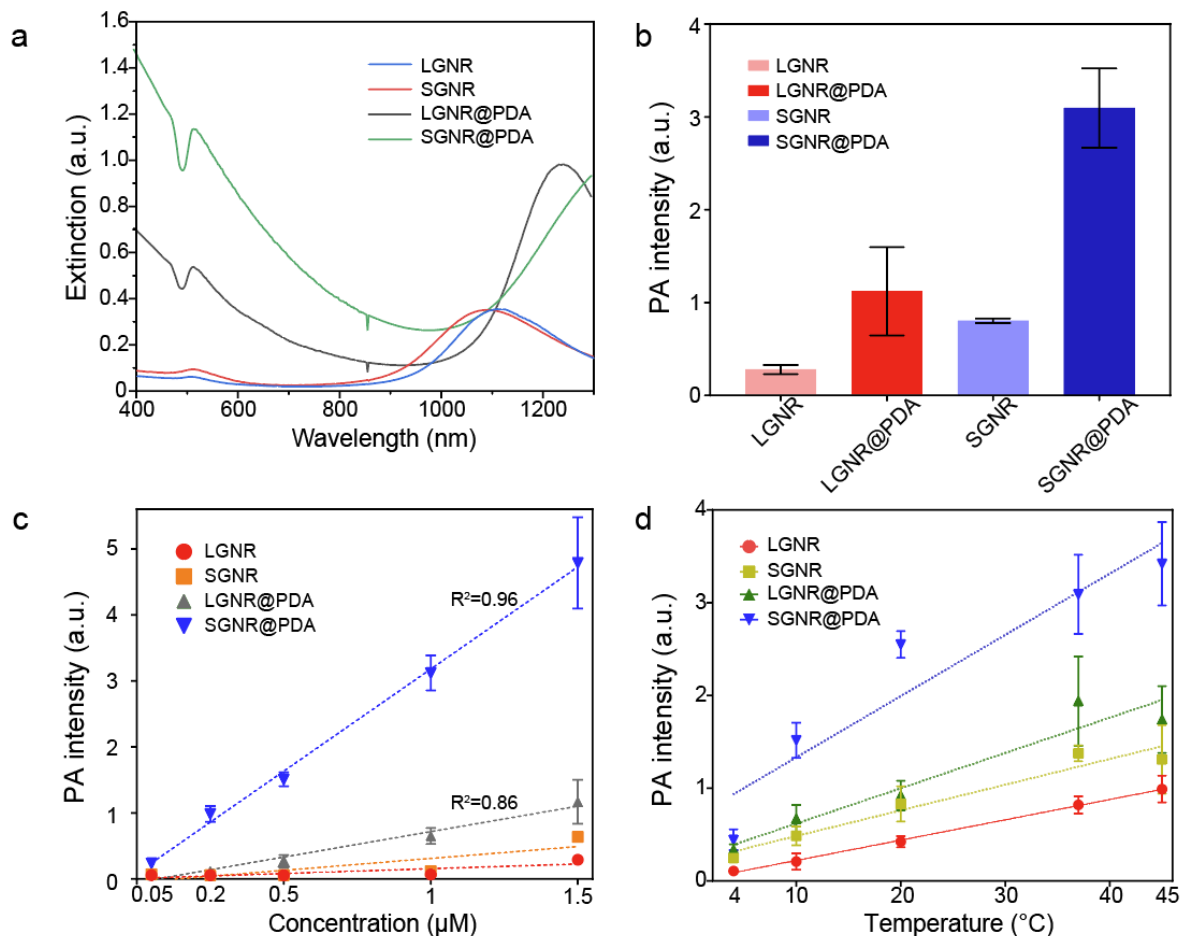 a
1.6
1.4
1.2
1.0
0.8
0.6
0.4
0.2
0
400
600
800
1000
1200
Extinction (a.u.)
Wavelength (nm)
LGNR
SGNR
LGNR@PDA
SGNR@PDA
b
4
3
2
1
0
PA intensity (a.u.)
LGNR
LGNR@PDA
SGNR
SGNR@PDA
LGNR
LGNR@PDA
SGNR
SGNR@PDA
c
5
4
3
2
1
0
0.05
0.2
0.5
1
1.5
PA intensity (a.u.)
Concentration (µM)
LGNR
SGNR
LGNR@PDA
SGNR@PDA
R²=0.96
R²=0.86
d
4
3
2
1
0
4
10
20
30
40
45
PA intensity (a.u.)
Temperature (°C)
LGNR
SGNR
LGNR@PDA
SGNR@PDA